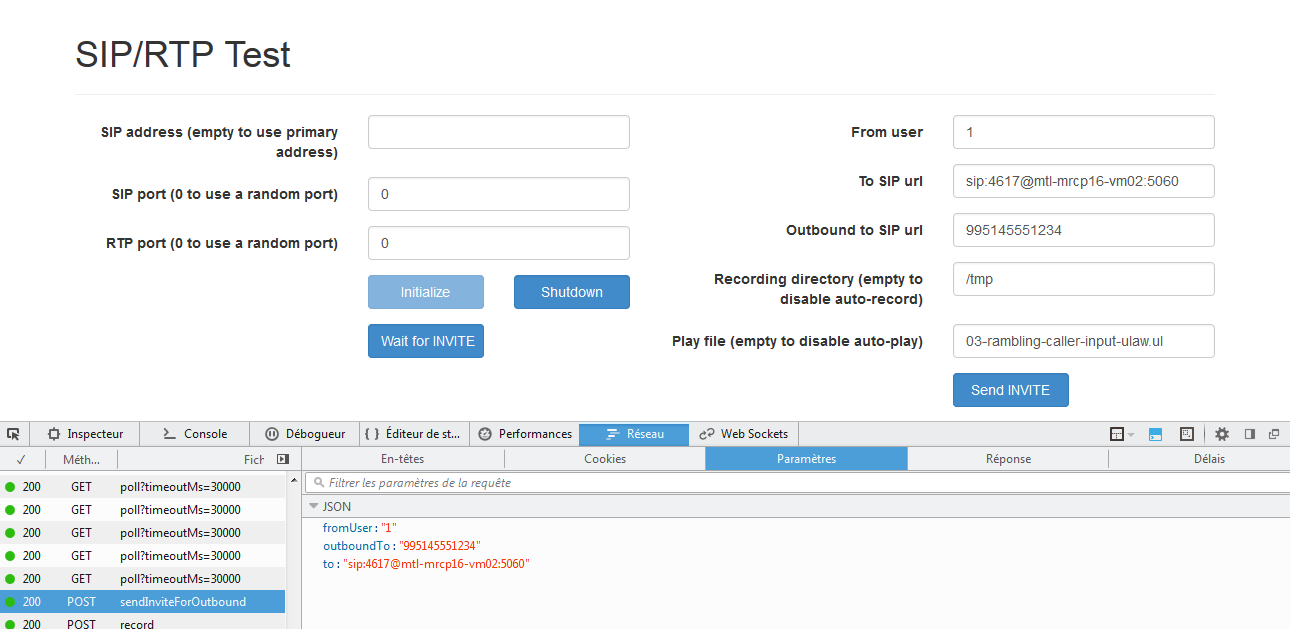 SIP/RTP Test
SIP address (empty to use primary
address)
SIP port (0 to use a random port)
0
RTP port (0 to use a random port)
0
Initialize
Shutdown
Wait for INVITE
From user
1
To SIP url
sip:4617@mtl-mrcp16-vm02:5060
Outbound to SIP url
995145551234
Recording directory (empty to
disable auto-record)
/tmp
Play file (empty to disable auto-play)
03-rambling-caller-input-ulaw.ul
Send INVITE
Inspecteur
Console
Débogueur
{ } Éditeur de st...
Performances
Réseau
Web Sockets
✓ Méth... Fich
En-têtes
Cookies
Paramètres
Réponse
Délais
200 GET poll?timeoutMs=30000
200 GET poll?timeoutMs=30000
200 GET poll?timeoutMs=30000
200 GET poll?timeoutMs=30000
200 GET poll?timeoutMs=30000
200 POST sendInviteForOutbound
200 POST record
Filtrer les paramètres de la requête
JSON
fromUser: "1"
outboundTo: "995145551234"
to: "sip:4617@mtl-mrcp16-vm02:5060"